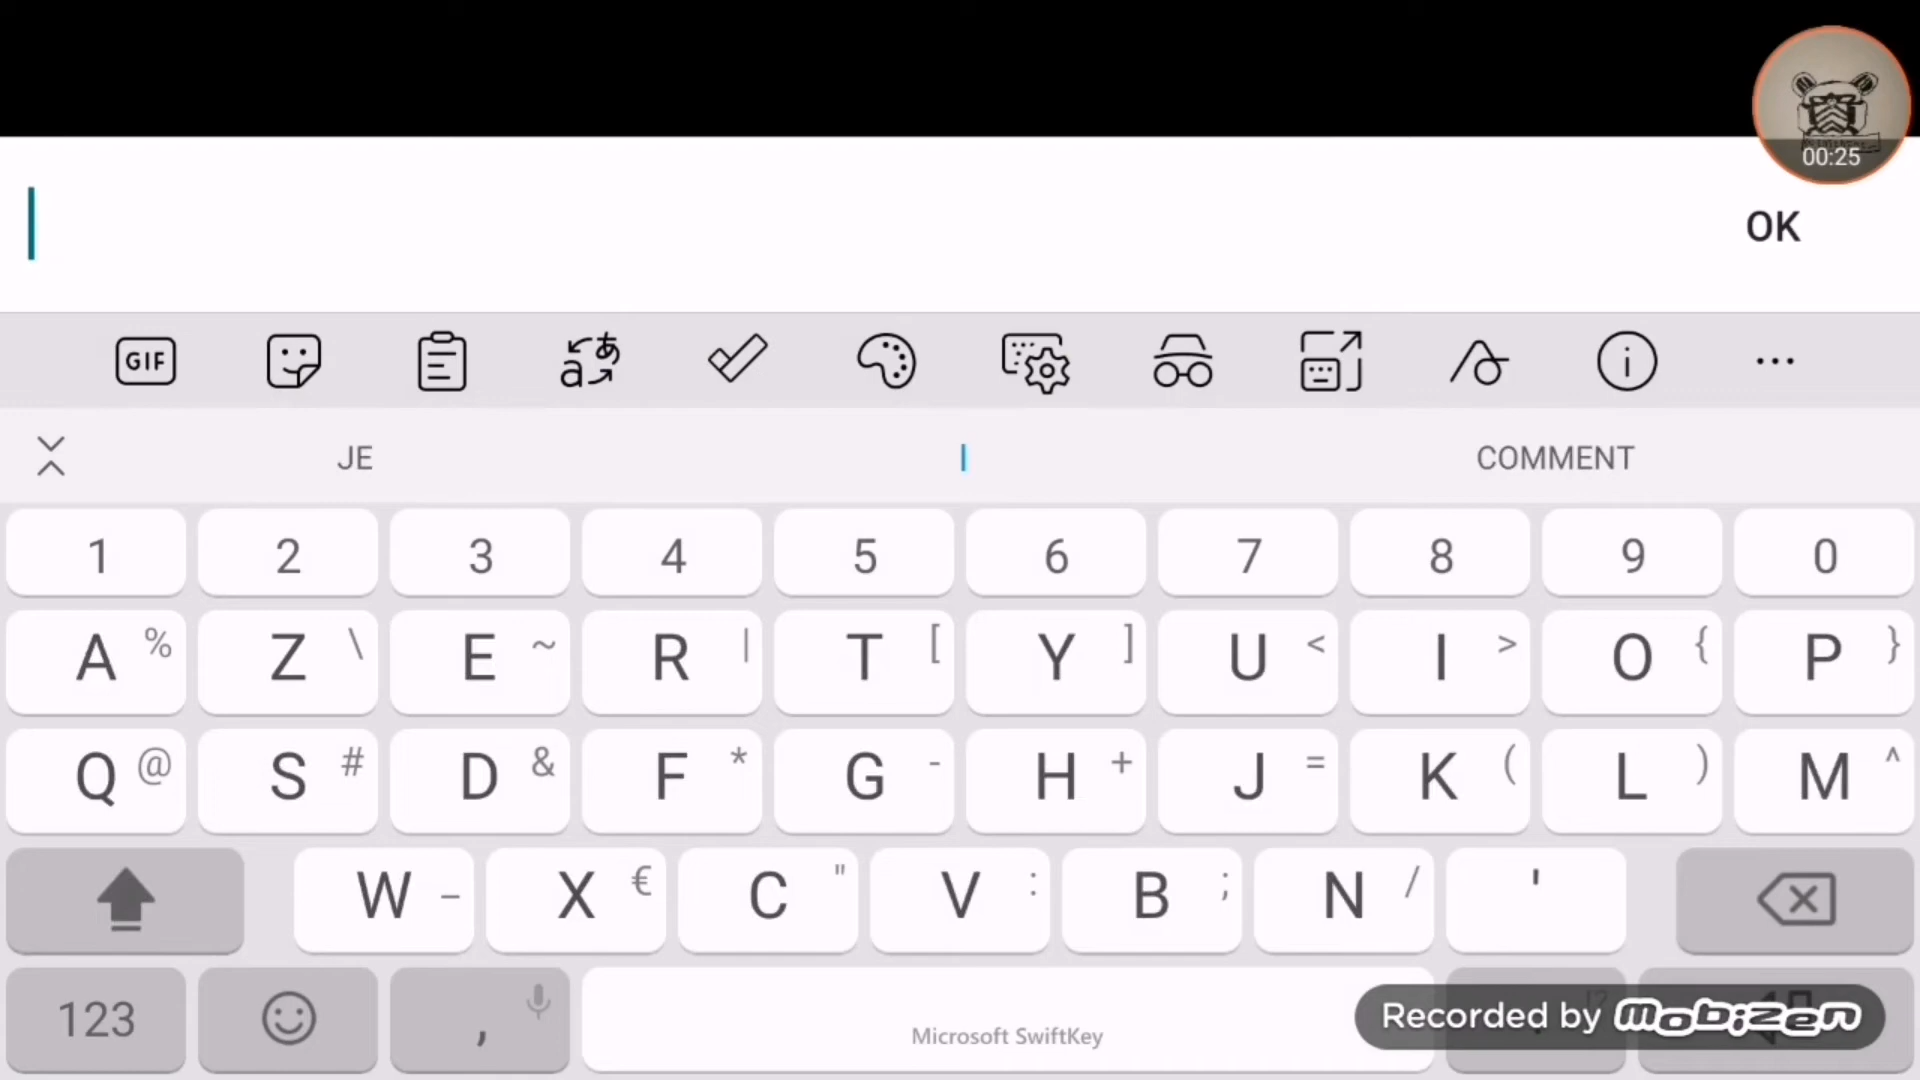 00:25
OK
GIF
JE
COMMENT
1 2 3 4 5 6 7 8 9 0
A % Z \ E ~ R | T [ Y ] U < I > O { P }
Q @ S # D & F * G - H + J = K ( L ) M ^
W _ X € C " V : B ; N / '
123 , Microsoft SwiftKey
Recorded by mobizen